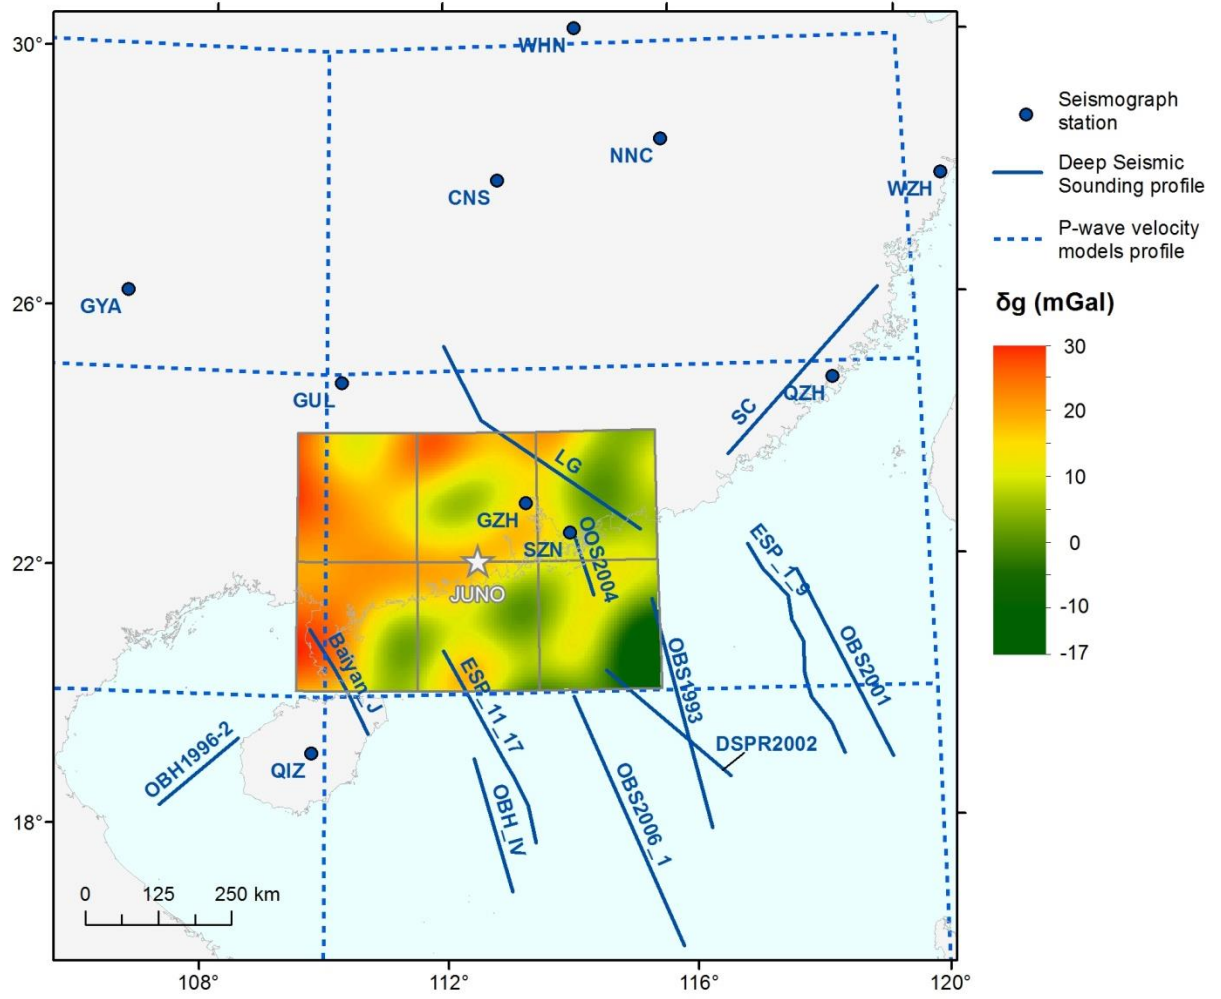 30°
26°
22°
18°
108°
112°
116°
120°
WHN
NNC
CNS
WZH
GYA
GUL
QZH
SC
LG
GZH
SZN
OOS2004
JUNO
ESP_1_9
OBS2001
Baiyan_J
ESP_11_17
OBS1993
DSPR2002
OBH1996-2
QIZ
OBH_IV
OBS2006_1
0 125 250 km
Seismograph
station
Deep Seismic
Sounding profile
P-wave velocity
models profile
δg (mGal)
30
20
10
0
-10
-17